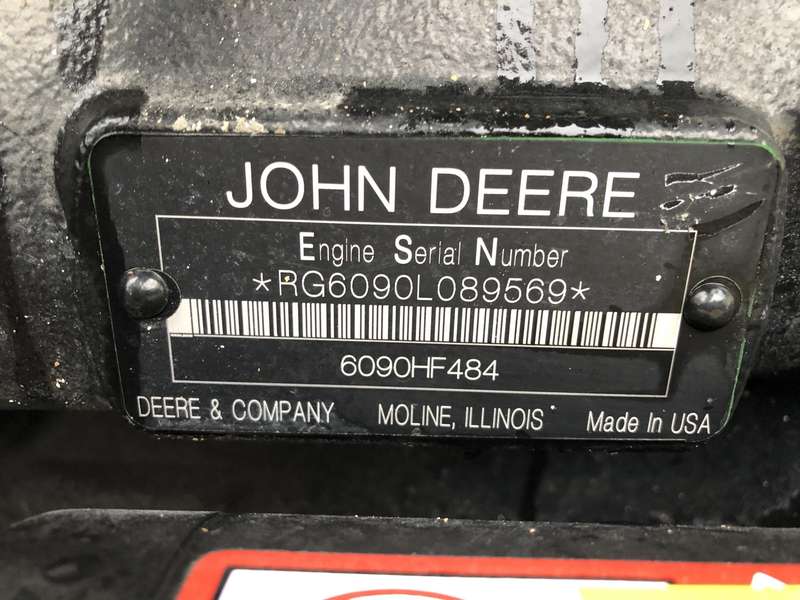 JOHN DEERE
Engine Serial Number
*RG6090L089569*
6090HF484
DEERE & COMPANY MOLINE, ILLINOIS Made In USA